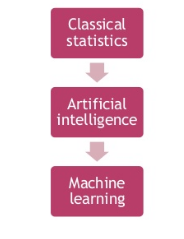 Classical
statistics
Artificial
intelligence
Machine
learning